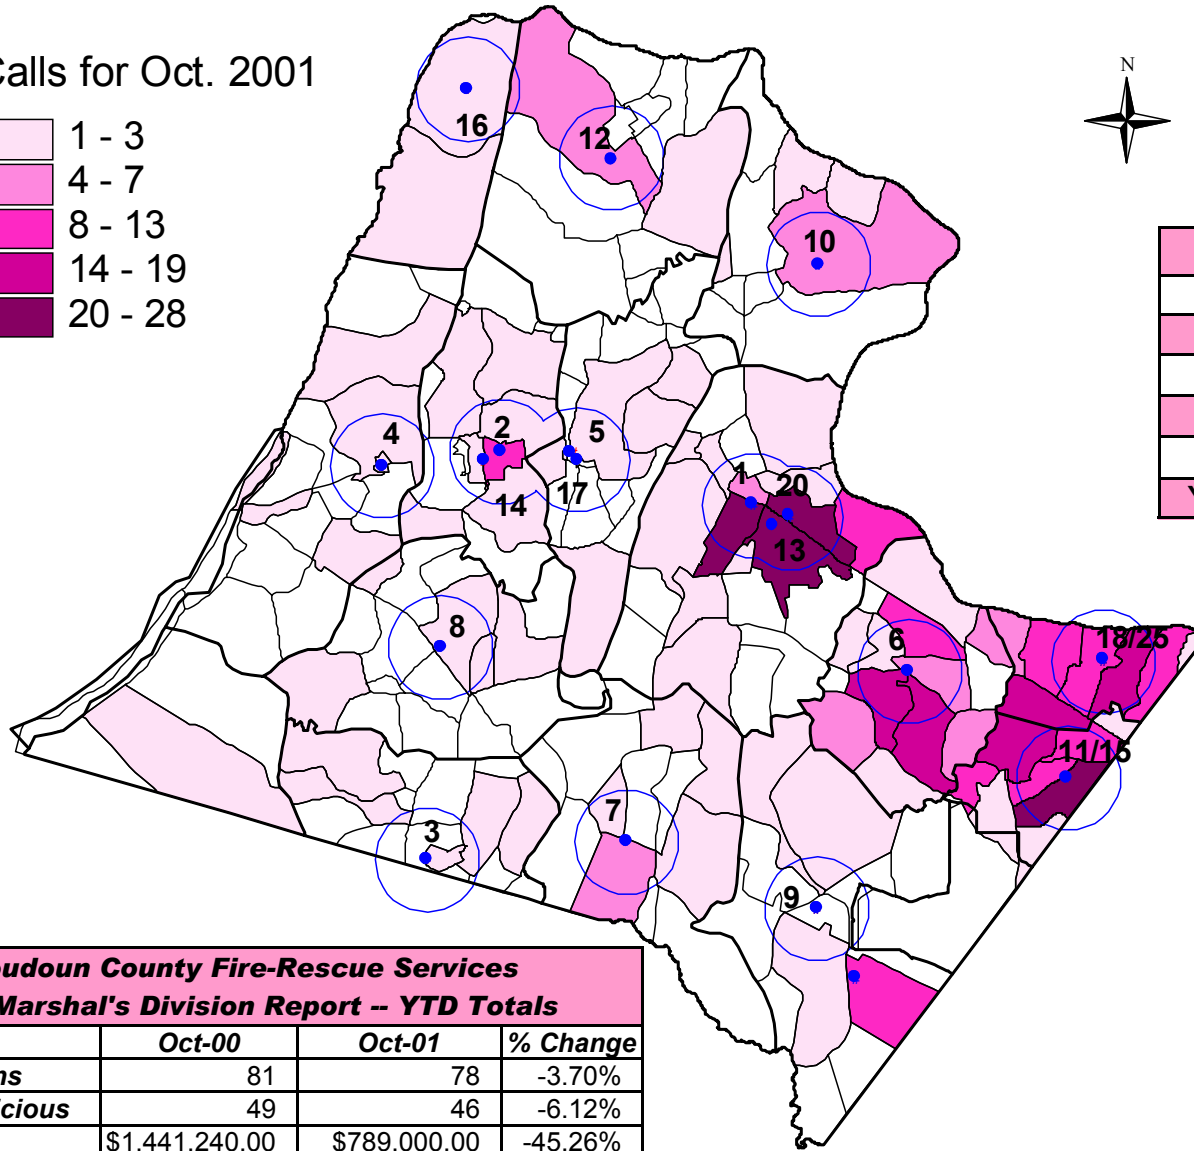 Calls for Oct. 2001
1 - 3
4 - 7
8 - 13
14 - 19
20 - 28
N
16
12
10
4
2
5
14
17
1
20
13
8
6
18/25
11/15
7
3
9
oudoun County Fire-Rescue Services
Marshal's Division Report -- YTD Totals
Oct-00 Oct-01 % Change
ns 81 78 -3.70%
icious 49 46 -6.12%
$1,441,240.00 $789,000.00 -45.26%